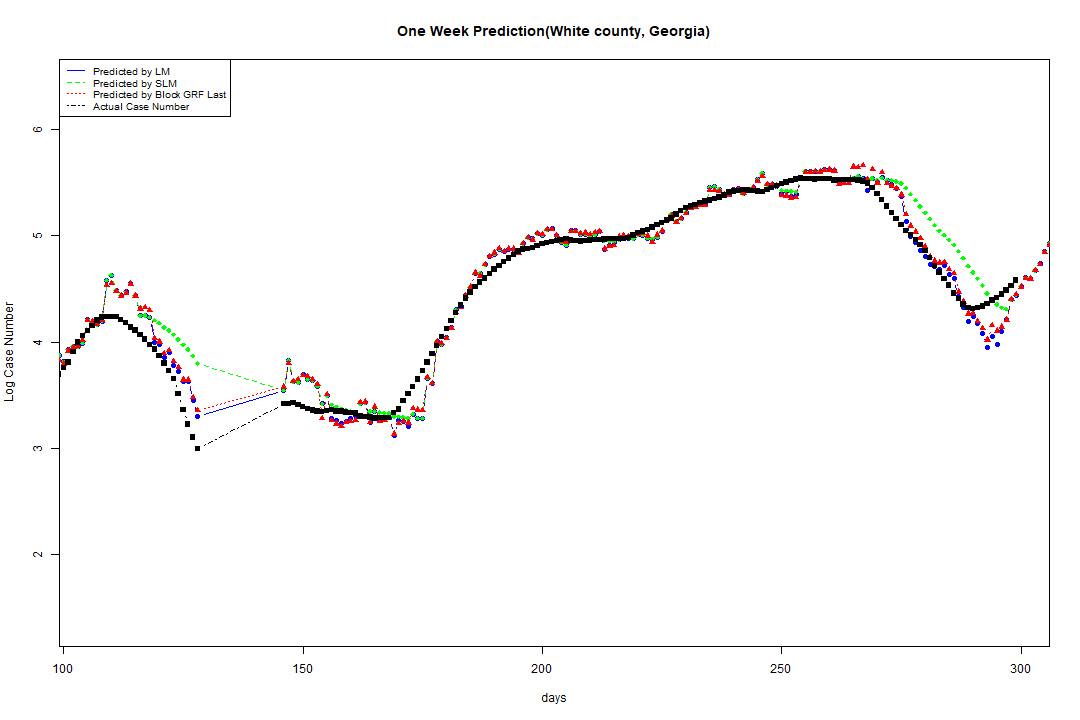 One Week Prediction(White county, Georgia)
Predicted by LM
Predicted by SLM
Predicted by Block GRF Last
Actual Case Number
6
5
4
3
2
Log Case Number
100 150 200 250 300
days